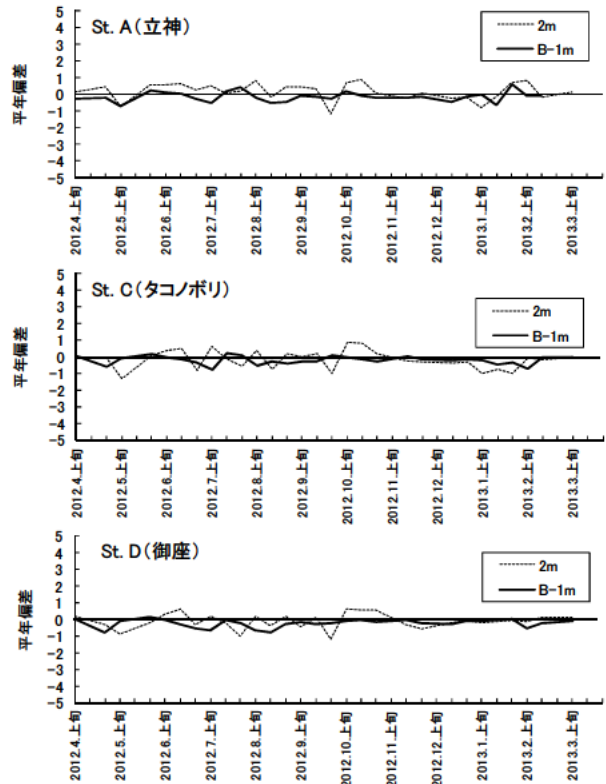 St. A(立神)
2m
B-1m
平年偏差
5
4
3
2
1
0
-1
-2
-3
-4
-5
2012.4.上旬
2012.5.上旬
2012.6.上旬
2012.7.上旬
2012.8.上旬
2012.9.上旬
2012.10.上旬
2012.11.上旬
2012.12.上旬
2013.1.上旬
2013.2.上旬
2013.3.上旬
St. C(タコノボリ)
2m
B-1m
平年偏差
5
4
3
2
1
0
-1
-2
-3
-4
-5
2012.4.上旬
2012.5.上旬
2012.6.上旬
2012.7.上旬
2012.8.上旬
2012.9.上旬
2012.10.上旬
2012.11.上旬
2012.12.上旬
2013.1.上旬
2013.2.上旬
2013.3.上旬
St. D(御座)
2m
B-1m
平年偏差
5
4
3
2
1
0
-1
-2
-3
-4
-5
2012.4.上旬
2012.5.上旬
2012.6.上旬
2012.7.上旬
2012.8.上旬
2012.9.上旬
2012.10.上旬
2012.11.上旬
2012.12.上旬
2013.1.上旬
2013.2.上旬
2013.3.上旬